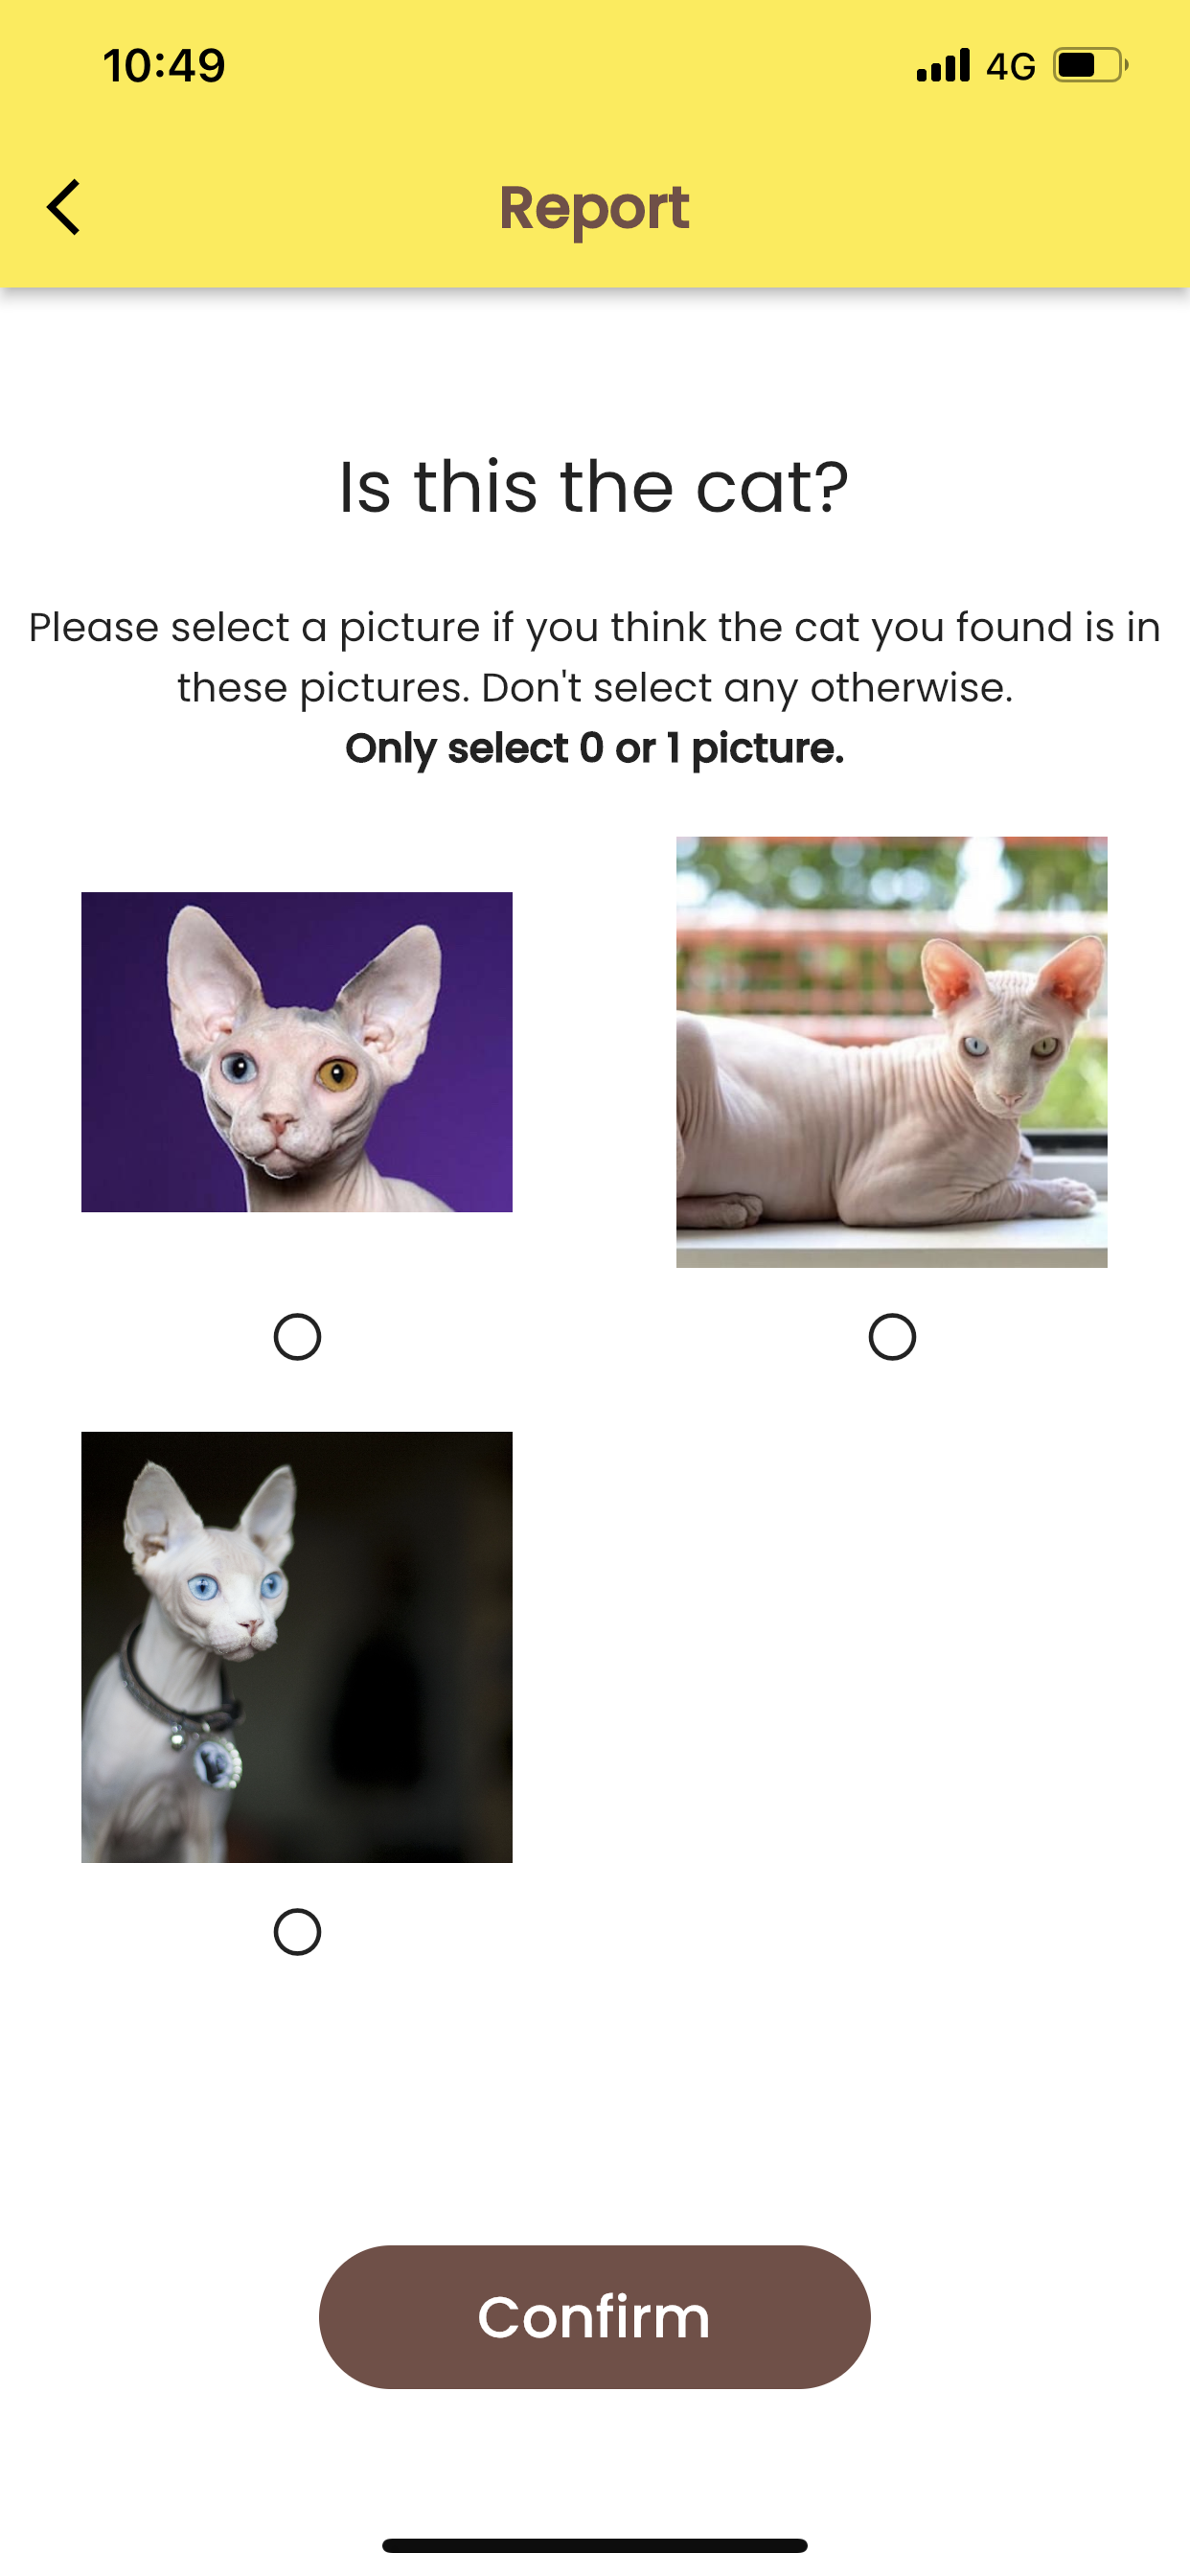 10:49
4G
Report
Is this the cat?
Please select a picture if you think the cat you found is in
these pictures. Don't select any otherwise.
Only select 0 or 1 picture.
Confirm